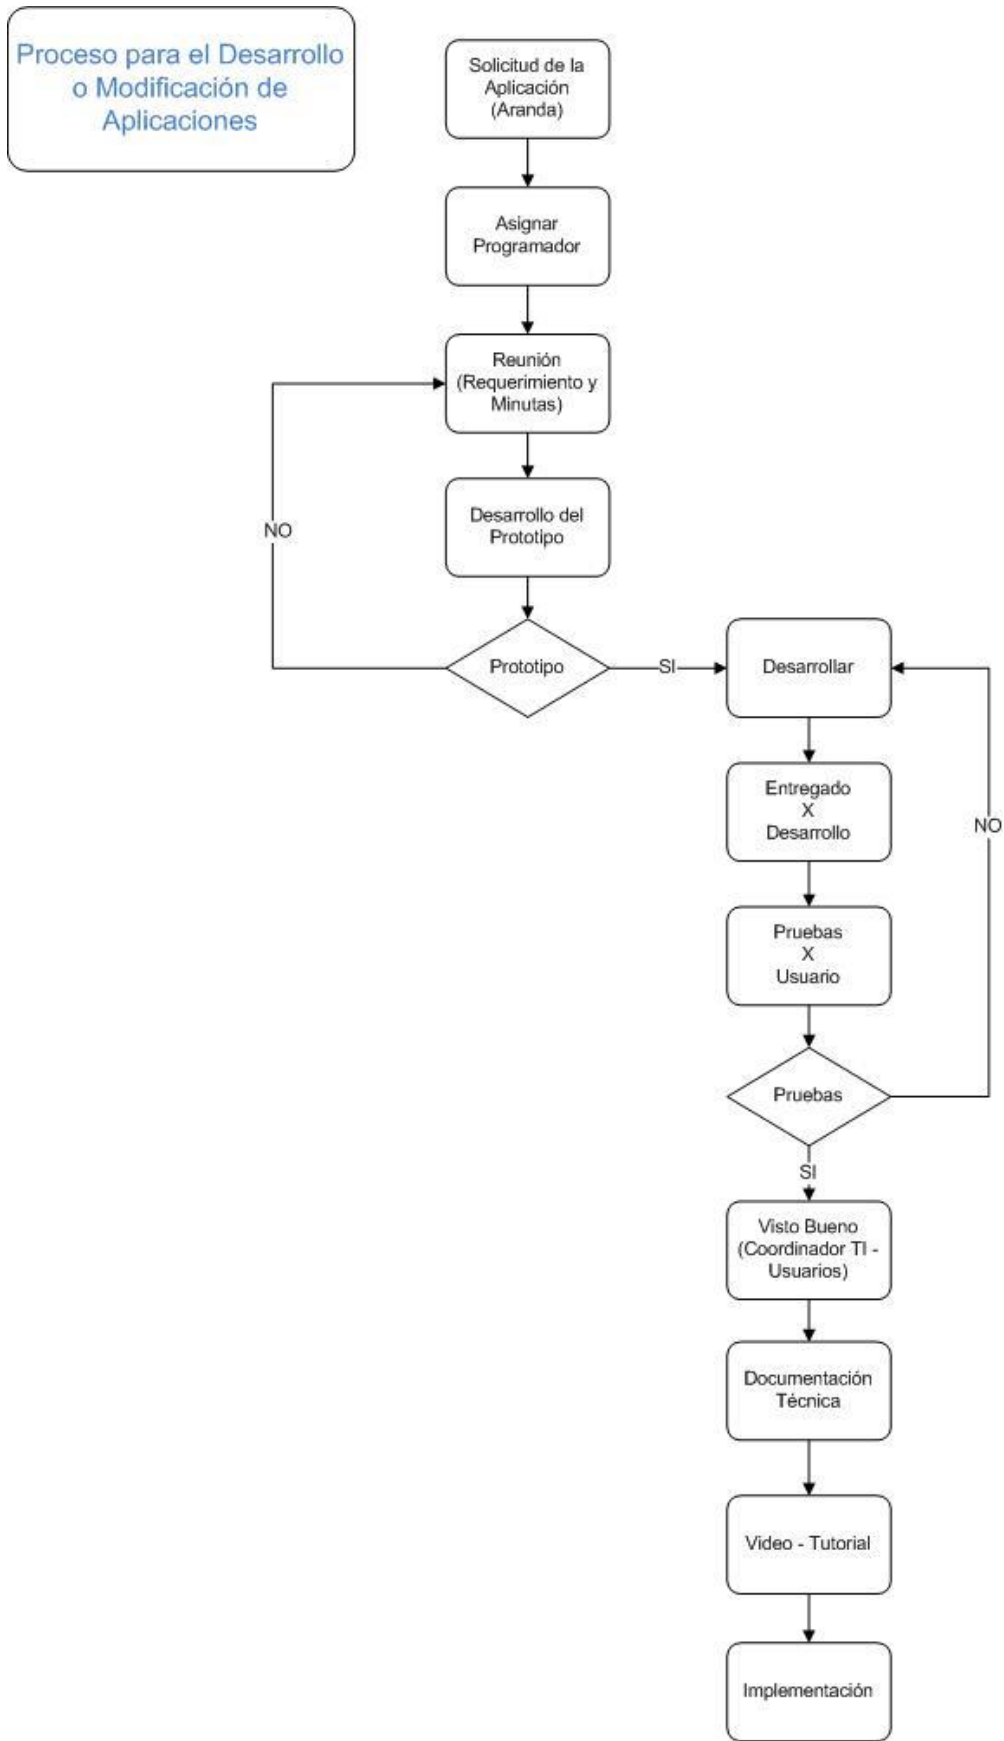 Proceso para el Desarrollo
o Modificación de
Aplicaciones
Solicitud de la
Aplicación
(Aranda)
Asignar
Programador
Reunión
(Requerimiento y
Minutas)
Desarrollo del
Prototipo
NO
Prototipo
SI
Desarrollar
Entregado
X
Desarrollo
NO
Pruebas
X
Usuario
Pruebas
SI
Visto Bueno
(Coordinador TI -
Usuarios)
Documentación
Técnica
Video - Tutorial
Implementación